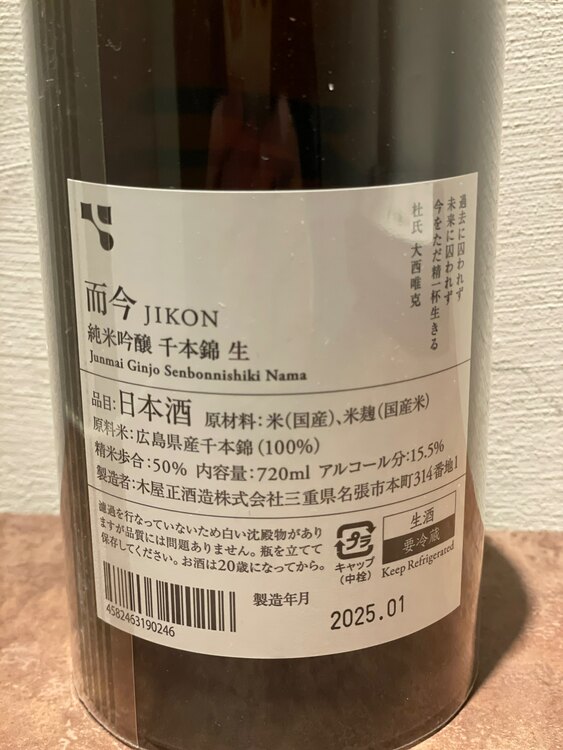 過去に囚われず
未来に囚われず
今をただ精一杯生きる
杜氏 大西唯克
而今 JIKON
純米吟醸 千本錦 生
Junmai Ginjo Senbonnishiki Nama
品目:日本酒 原材料:米(国産)、米麹(国産米)
原料米:広島県産千本錦(100%)
精米歩合:50% 内容量:720ml アルコール分:15.5%
製造者:木屋正酒造株式会社三重県名張市本町314番地1
濾過を行なっていないため白い沈殿物があり
ますが品質には問題ありません。瓶を立てて
保存してください。お酒は20歳になってから。
プラ
キャップ
(中栓)
生酒
要冷蔵
Keep Refrigerated
4582463190246
製造年月
2025.01